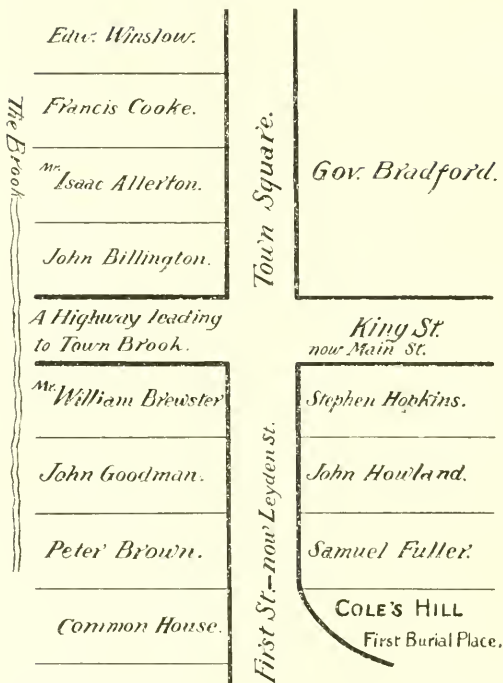 Edw. Winslow.
Francis Cooke.
Mr. Isaac Allerton.
John Billington.
The Brook.
Town Square.
Gov. Bradford.
A Highway leading
to Town Brook.
King St.
now Main St.
Mr. William Brewster
John Goodman.
Peter Brown.
Common House.
First St.-now Leyden St.
Stephen Hopkins.
John Howland.
Samuel Fuller.
COLE'S HILL
First Burial Place.